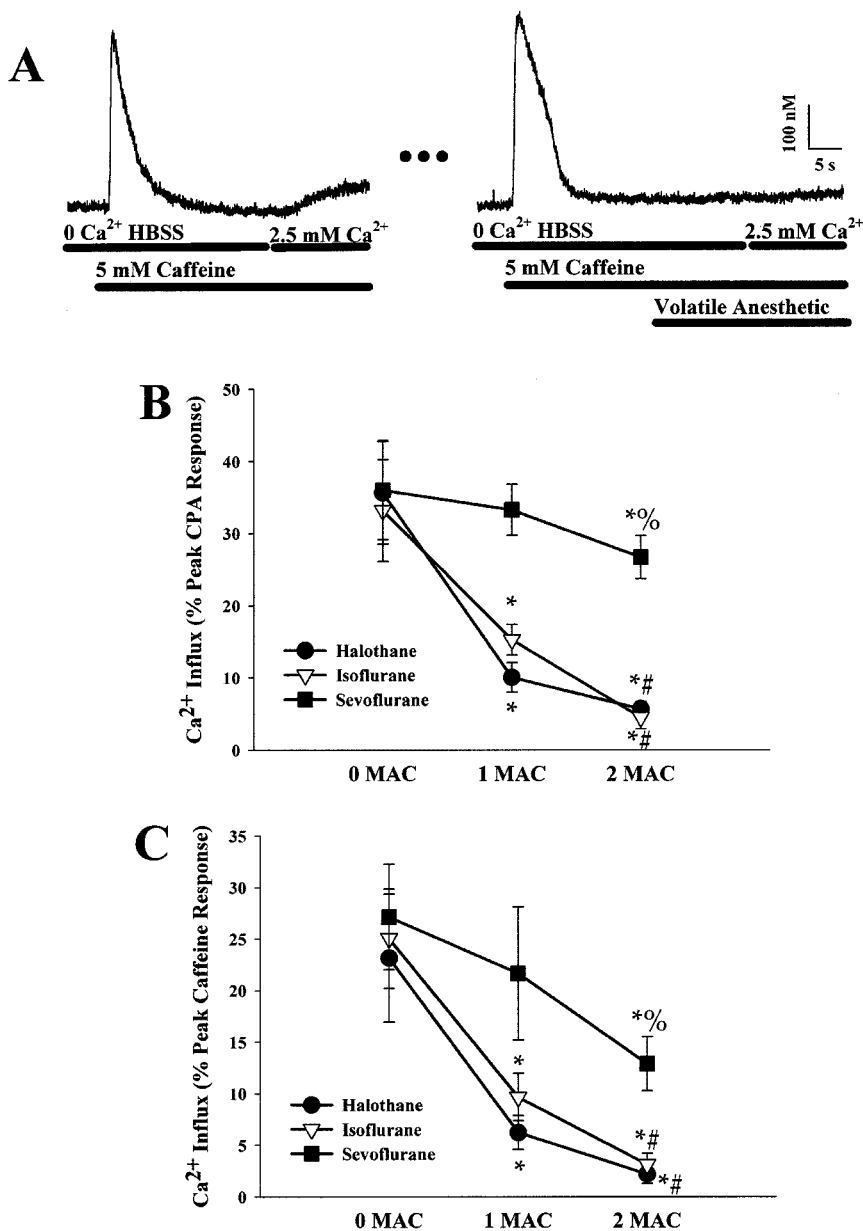 A
100 nM
5 s
0 Ca²⁺ HBSS 2.5 mM Ca²⁺
5 mM Caffeine
0 Ca²⁺ HBSS 2.5 mM Ca²⁺
5 mM Caffeine
Volatile Anesthetic
B
Ca²⁺ Influx (% Peak CPA Response)
50
40
30
20
10
0
*%
*
*
*#
*#
Halothane
Isoflurane
Sevoflurane
0 MAC 1 MAC 2 MAC
C
Ca²⁺ Influx (% Peak Caffeine Response)
35
30
25
20
15
10
5
0
*%
*
*
*#
*#
Halothane
Isoflurane
Sevoflurane
0 MAC 1 MAC 2 MAC